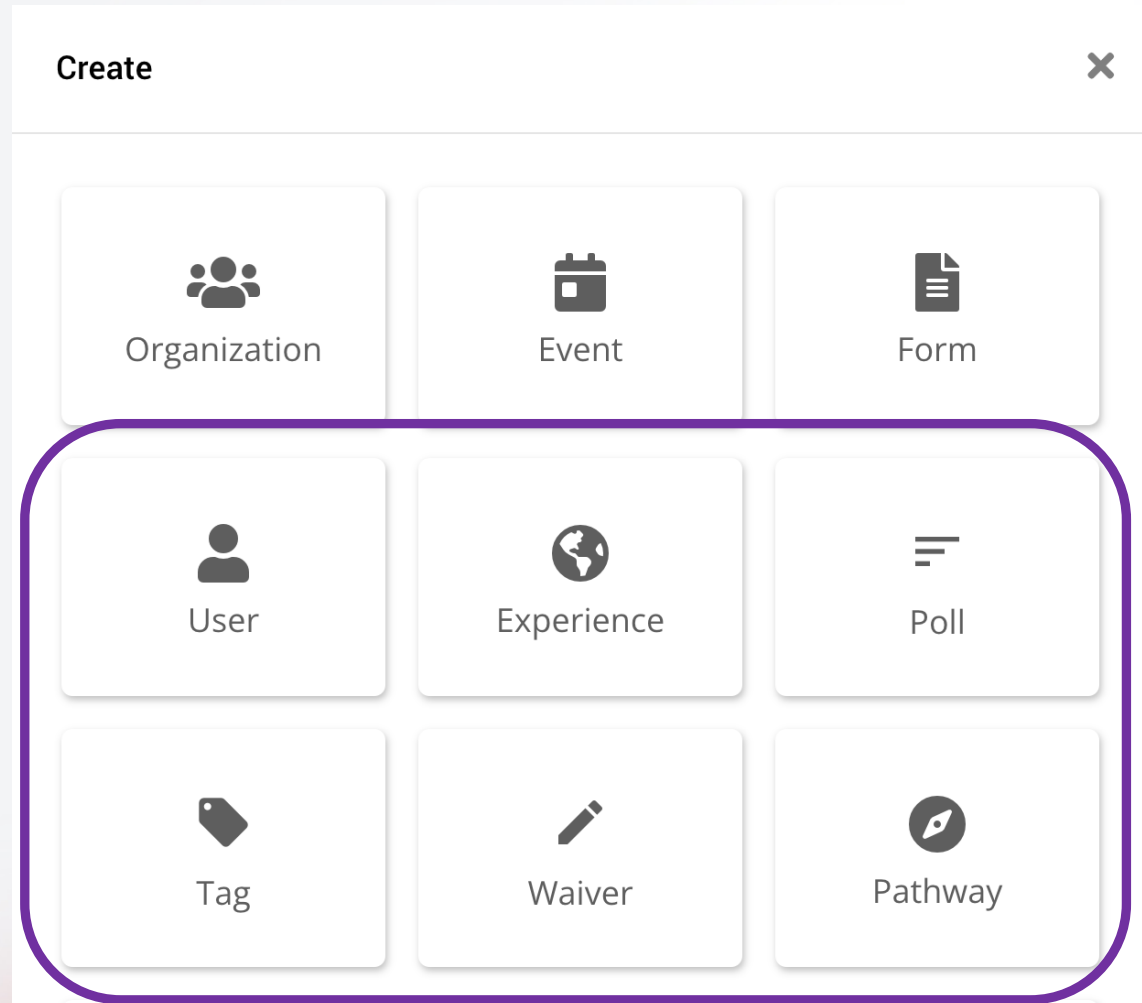 Create
Organization
Event
Form
User
Experience
Poll
Tag
Waiver
Pathway